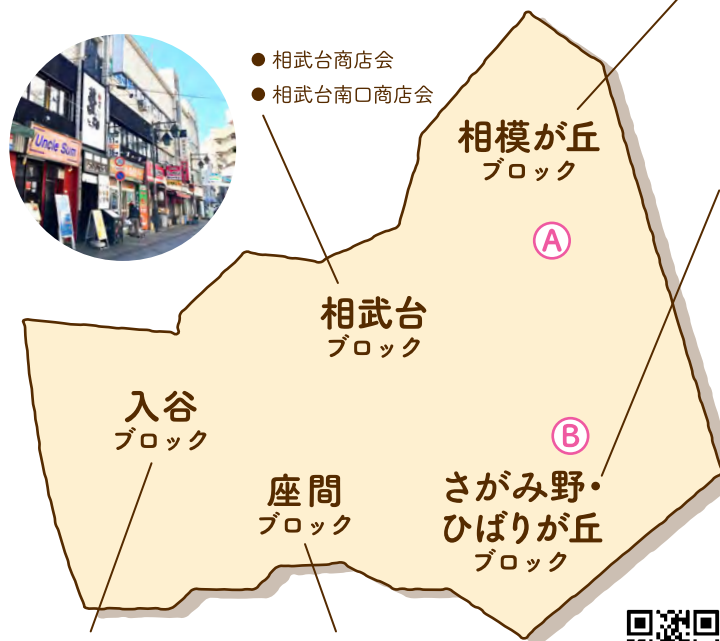 ● 相武台商店会
● 相武台南口商店会
Uncle Sum
相模が丘
ブロック
A
相武台
ブロック
入谷
ブロック
B
座間
ブロック
さがみ野・
ひばりが丘
ブロック